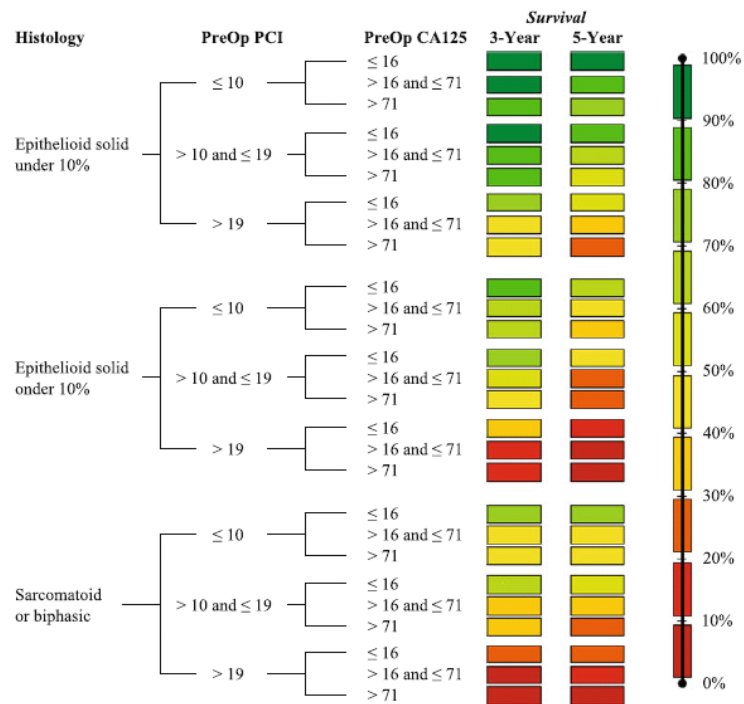 Survival
Histology PreOp PCI PreOp CA125 3-Year 5-Year
≤ 16
≤ 10 > 16 and ≤ 71
> 71
≤ 16
Epithelioid solid under 10% > 10 and ≤ 19 > 16 and ≤ 71
> 71
≤ 16
> 19 > 16 and ≤ 71
> 71
≤ 16
≤ 10 > 16 and ≤ 71
> 71
≤ 16
Epithelioid solid onder 10% > 10 and ≤ 19 > 16 and ≤ 71
> 71
≤ 16
> 19 > 16 and ≤ 71
> 71
≤ 16
≤ 10 > 16 and ≤ 71
> 71
≤ 16
Sarcomatoid or biphasic > 10 and ≤ 19 > 16 and ≤ 71
> 71
≤ 16
> 19 > 16 and ≤ 71
> 71
100%
90%
80%
70%
60%
50%
40%
30%
20%
10%
0%